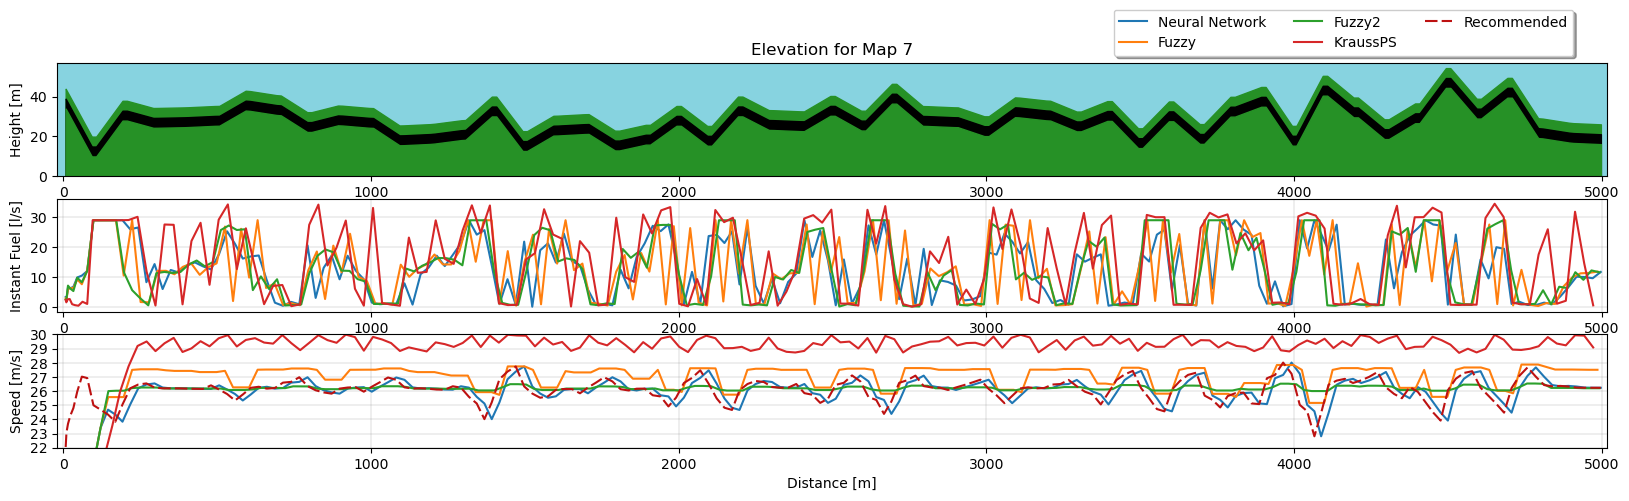 Neural Network
Fuzzy
Fuzzy2
KraussPS
Recommended
Elevation for Map 7
Height [m]
40
20
0
0 1000 2000 3000 4000 5000
Instant Fuel [l/s]
30
20
10
0
0 1000 2000 3000 4000 5000
Speed [m/s]
30
29
28
27
26
25
24
23
22
0 1000 2000 3000 4000 5000
Distance [m]